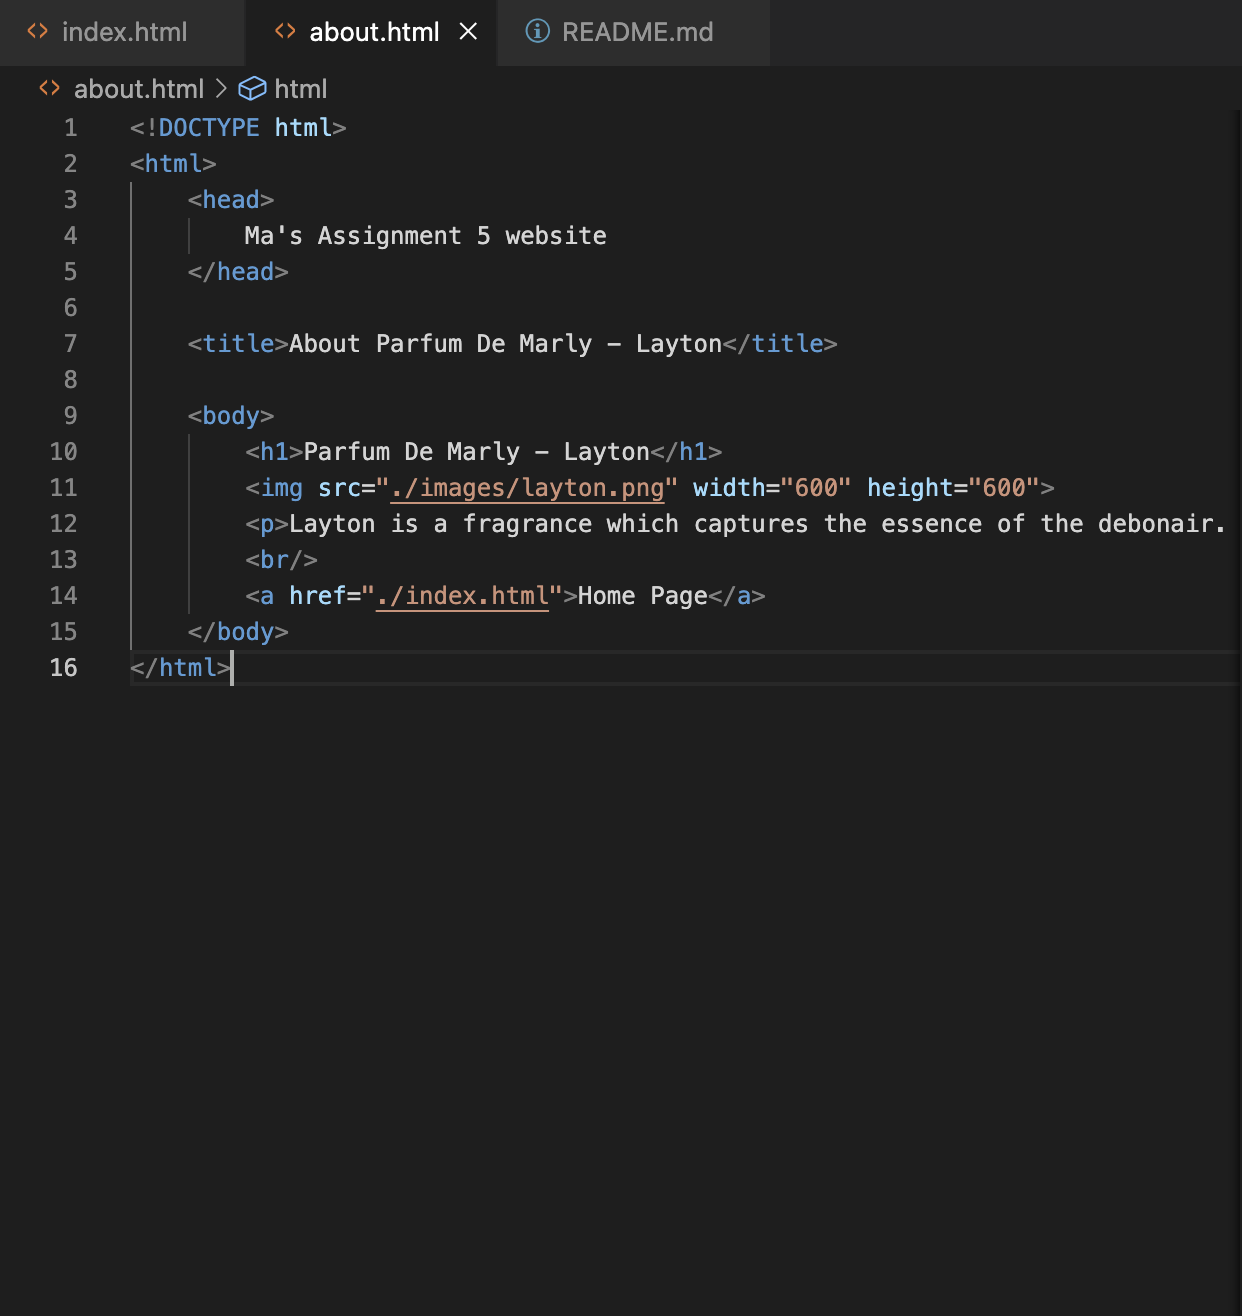 index.html about.html README.md
about.html > html
1 <!DOCTYPE html>
2 <html>
3 <head>
4 Ma's Assignment 5 website
5 </head>
6
7 <title>About Parfum De Marly - Layton</title>
8
9 <body>
10 <h1>Parfum De Marly - Layton</h1>
11 <img src="./images/layton.png" width="600" height="600">
12 <p>Layton is a fragrance which captures the essence of the debonair.
13 <br/>
14 <a href="./index.html">Home Page</a>
15 </body>
16 </html>